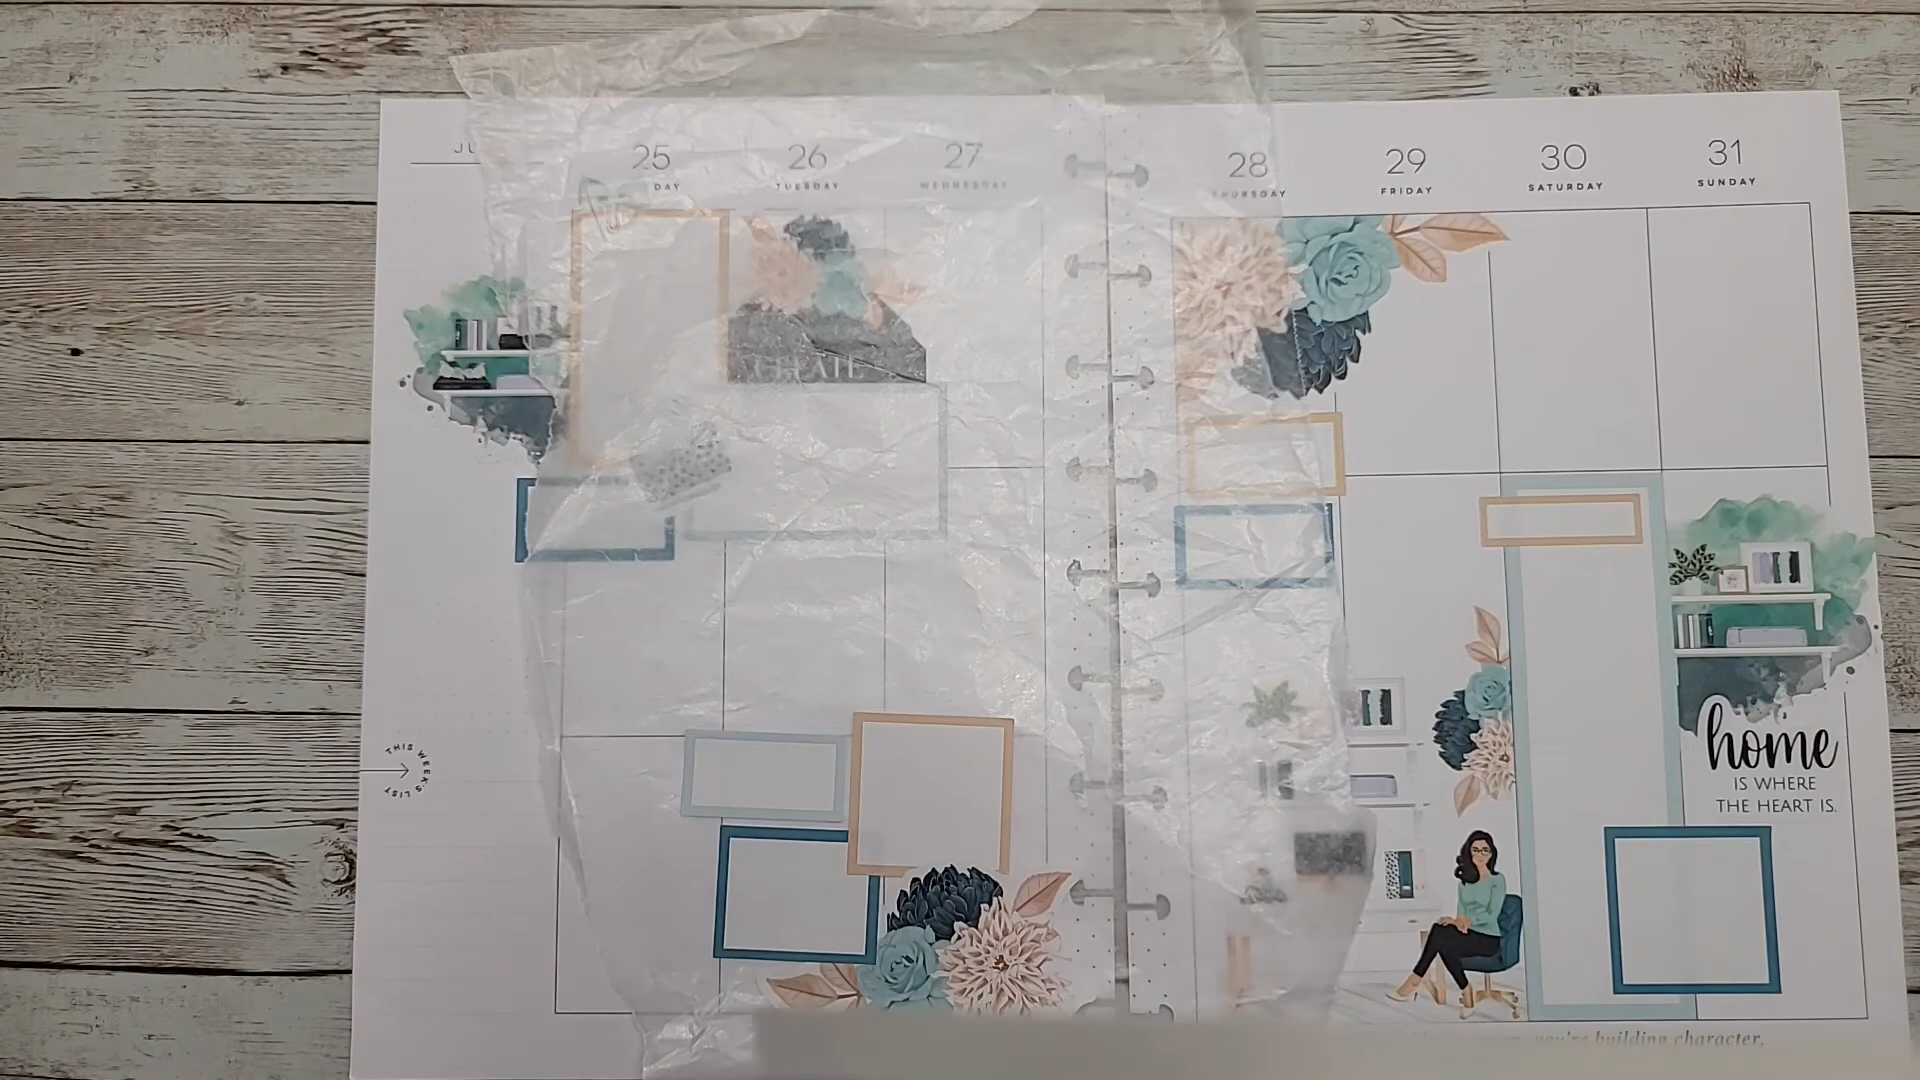 25
26
27
28
29
30
31
DAY
TUESDAY
WEDNESDAY
THURSDAY
FRIDAY
SATURDAY
SUNDAY
THIS WEEK'S LIST
home
IS WHERE
THE HEART IS.
you're building character,